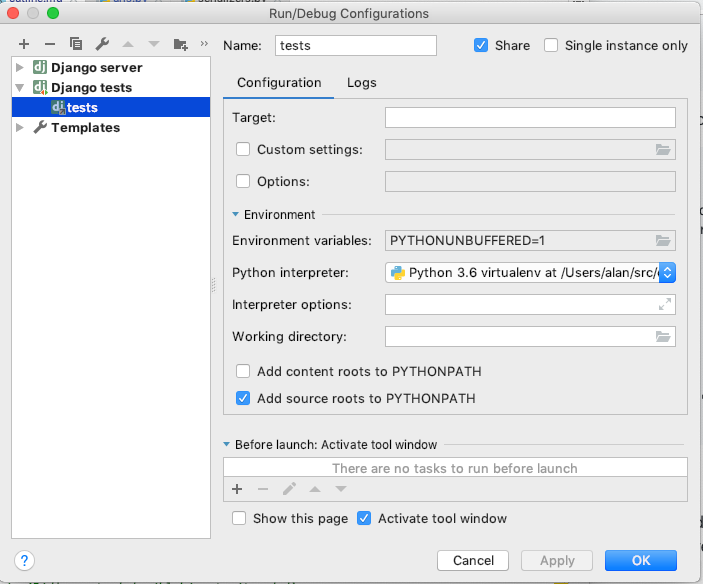 Run/Debug Configurations
Name: tests Share Single instance only
Django server
Django tests
tests
Templates
Configuration Logs
Target:
Custom settings:
Options:
Environment
Environment variables: PYTHONUNBUFFERED=1
Python interpreter: Python 3.6 virtualenv at /Users/alan/src/
Interpreter options:
Working directory:
Add content roots to PYTHONPATH
Add source roots to PYTHONPATH
Before launch: Activate tool window
There are no tasks to run before launch
Show this page Activate tool window
? Cancel Apply OK